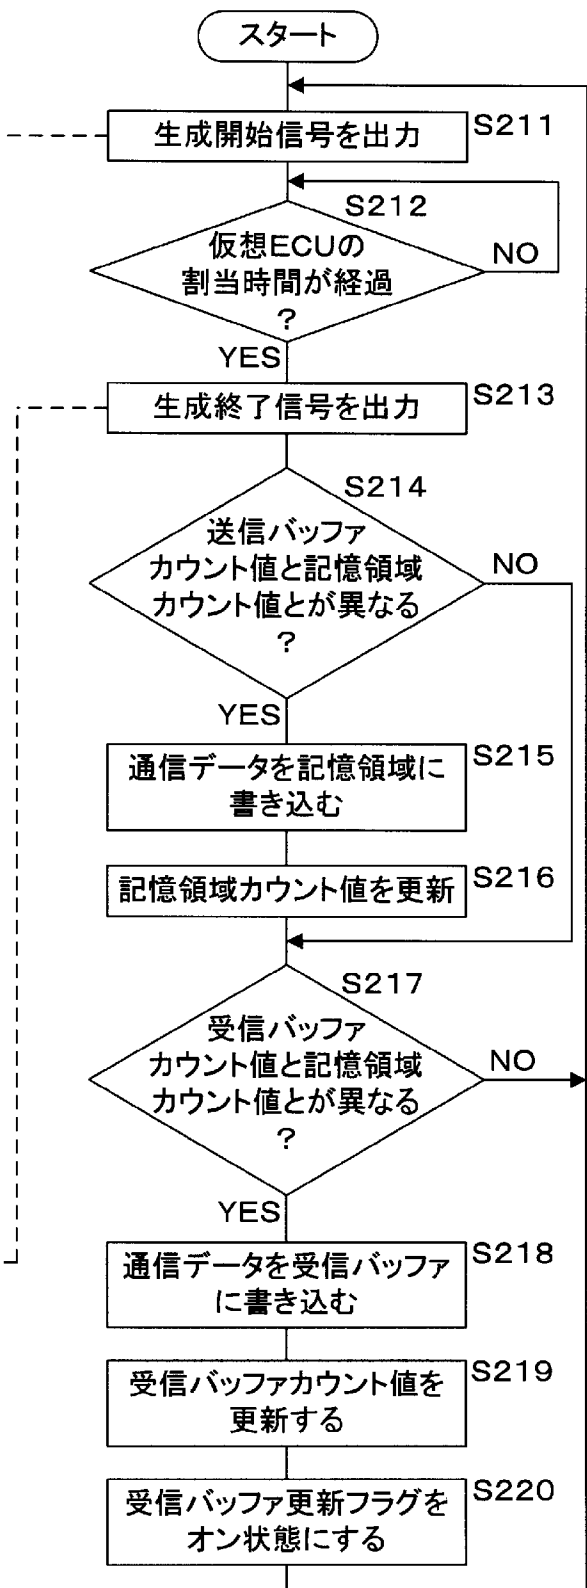 スタート
生成開始信号を出力
S211
S212
仮想ECUの
割当時間が経過
?
NO
YES
生成終了信号を出力
S213
S214
送信バッファ
カウント値と記憶領域
カウント値とが異なる
?
NO
YES
通信データを記憶領域に
書き込む
S215
記憶領域カウント値を更新
S216
S217
受信バッファ
カウント値と記憶領域
カウント値とが異なる
?
NO
YES
通信データを受信バッファ
に書き込む
S218
受信バッファカウント値を
更新する
S219
受信バッファ更新フラグを
オン状態にする
S220